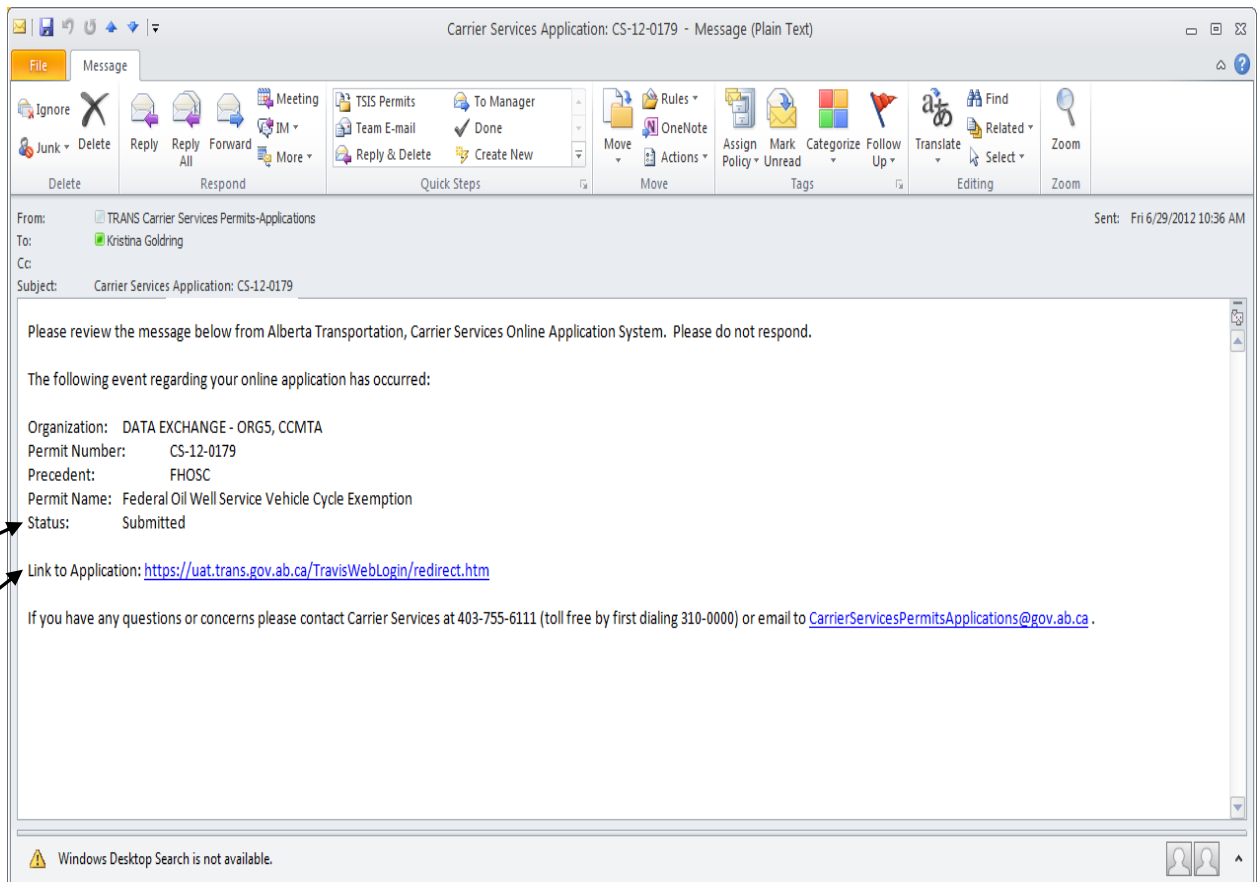 Carrier Services Application: CS-12-0179 - Message (Plain Text)
File Message
Ignore
Junk
Delete
Reply
Reply All
Forward
Meeting
IM
More
TSIS Permits
To Manager
Team E-mail
Done
Reply & Delete
Create New
Move
Rules
OneNote
Actions
Assign Policy
Mark Unread
Categorize
Follow Up
Translate
Find
Related
Select
Zoom
Delete Respond Quick Steps Move Tags Editing Zoom
From: TRANS Carrier Services Permits-Applications Sent: Fri 6/29/2012 10:36 AM
To: Kristina Goldring
Cc:
Subject: Carrier Services Application: CS-12-0179
Please review the message below from Alberta Transportation, Carrier Services Online Application System. Please do not respond.
The following event regarding your online application has occurred:
Organization: DATA EXCHANGE - ORG5, CCMTA
Permit Number: CS-12-0179
Precedent: FHOSC
Permit Name: Federal Oil Well Service Vehicle Cycle Exemption
Status: Submitted
Link to Application: https://uat.trans.gov.ab.ca/TravisWebLogin/redirect.htm
If you have any questions or concerns please contact Carrier Services at 403-755-6111 (toll free by first dialing 310-0000) or email to CarrierServicesPermitsApplications@gov.ab.ca .
Windows Desktop Search is not available.